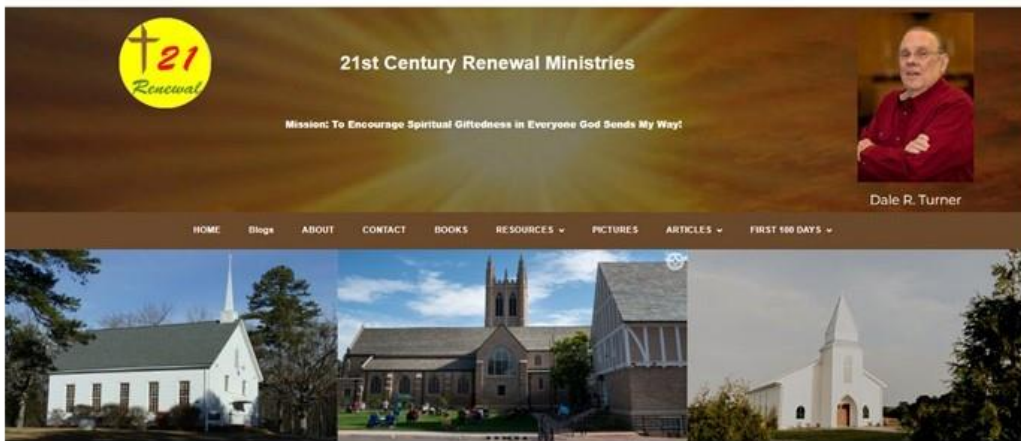 21
Renewal
21st Century Renewal Ministries
Mission: To Encourage Spiritual Giftedness in Everyone God Sends My Way!
Dale R. Turner
HOME Blogs ABOUT CONTACT BOOKS RESOURCES PICTURES ARTICLES FIRST 100 DAYS